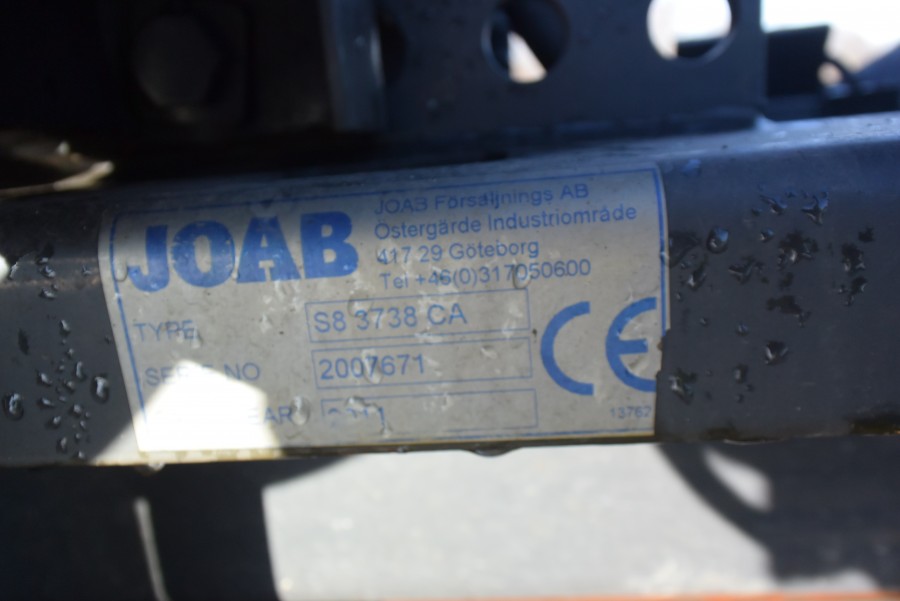 JOAB
JOAB Försäljnings AB
Östergärde Industriområde
417 29 Göteborg
Tel +46(0)317050600
TYPE S8 3738 CA
NO 2007671
CE
13762